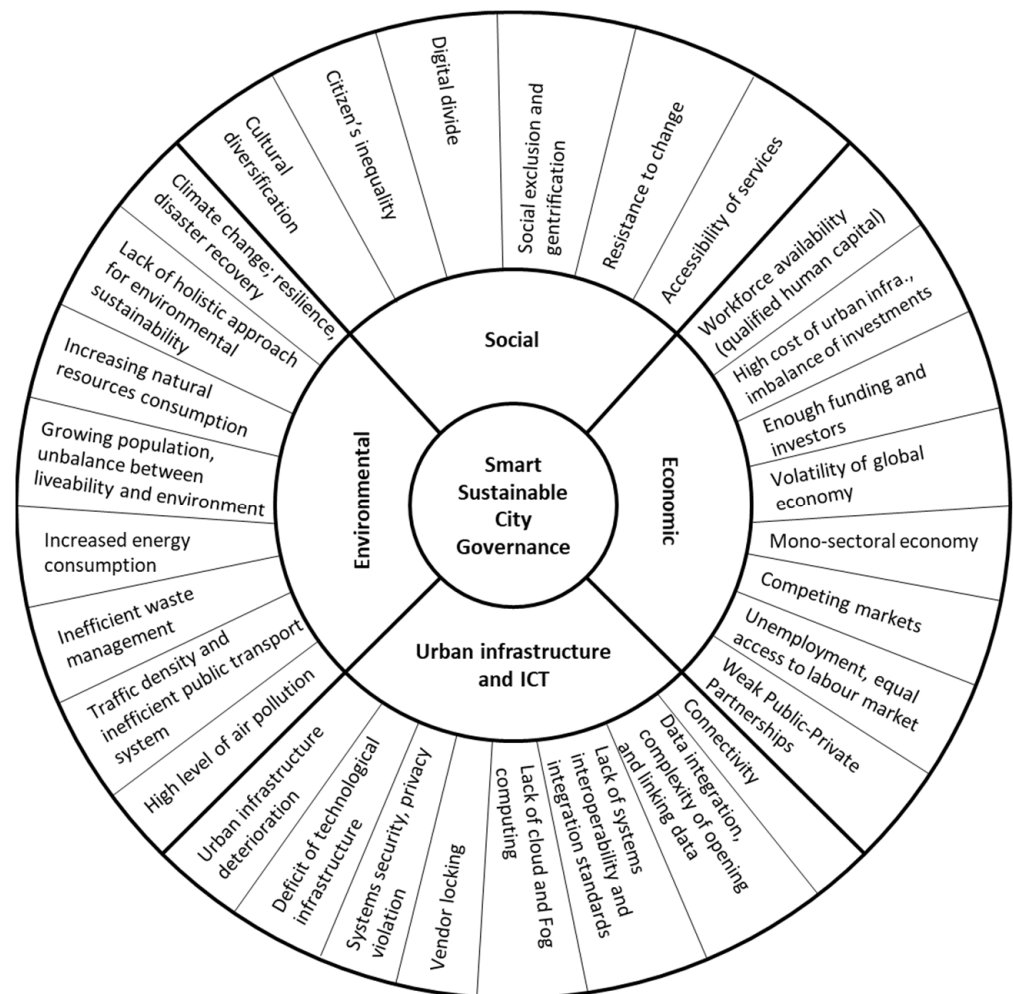 Smart
Sustainable
City
Governance
Social
Cultural
diversification
Citizen’s inequality
Digital divide
Social exclusion and
gentrification
Resistance to change
Accessibility of services
Economic
Workforce availability
(qualified human capital)
High cost of urban infra.,
imbalance of investments
Enough funding and
investors
Volatility of global
economy
Mono-sectoral economy
Competing markets
Unemployment, equal
access to labour market
Weak Public-Private
Partnerships
Urban infrastructure
and ICT
Connectivity
Data integration,
complexity of opening
and linking data
Lack of systems
interoperability and
integration standards
Lack of cloud and Fog
computing
Vendor locking
Systems security, privacy
violation
Deficit of technological
infrastructure
Urban infrastructure
deterioration
Environmental
High level of air pollution
Traffic density and
inefficient public transport
system
Inefficient waste
management
Increased energy
consumption
Growing population,
unbalance between
liveability and environment
Increasing natural
resources consumption
Lack of holistic approach
for environmental
sustainability
Climate change; resilience,
disaster recovery